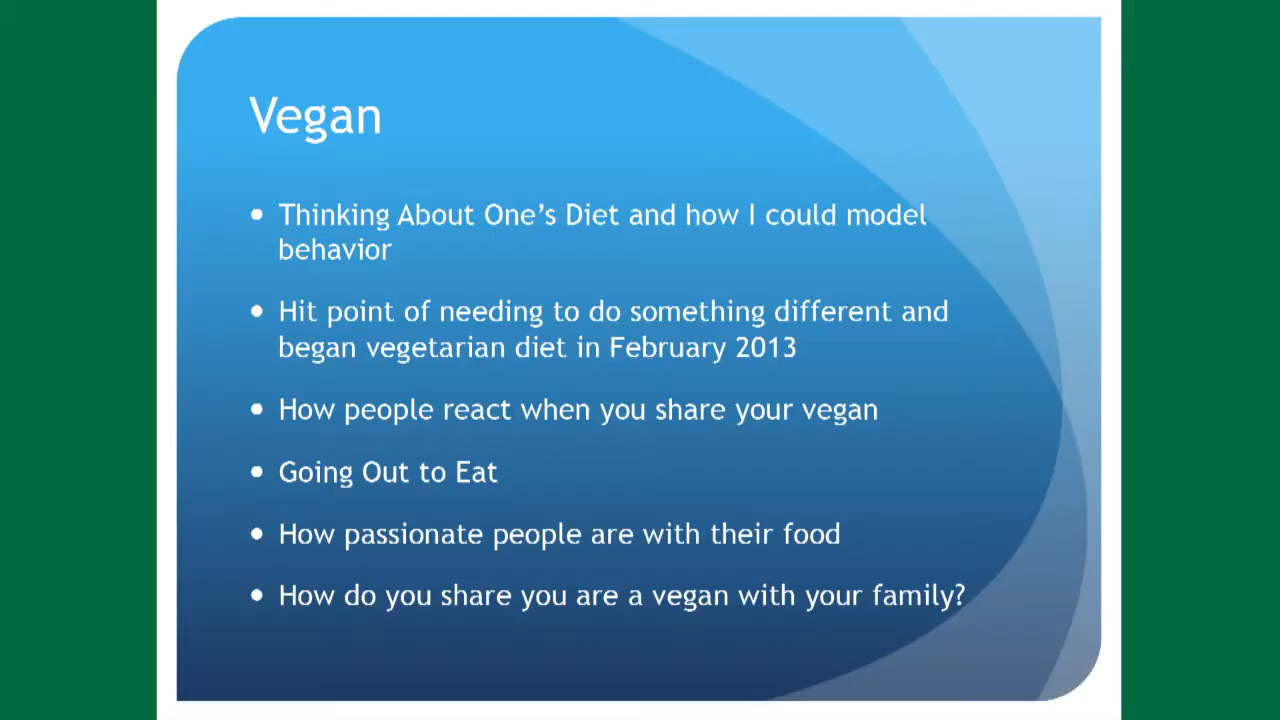 Vegan
• Thinking About One's Diet and how I could model
behavior
• Hit point of needing to do something different and
began vegetarian diet in February 2013
• How people react when you share your vegan
• Going Out to Eat
• How passionate people are with their food
• How do you share you are a vegan with your family?